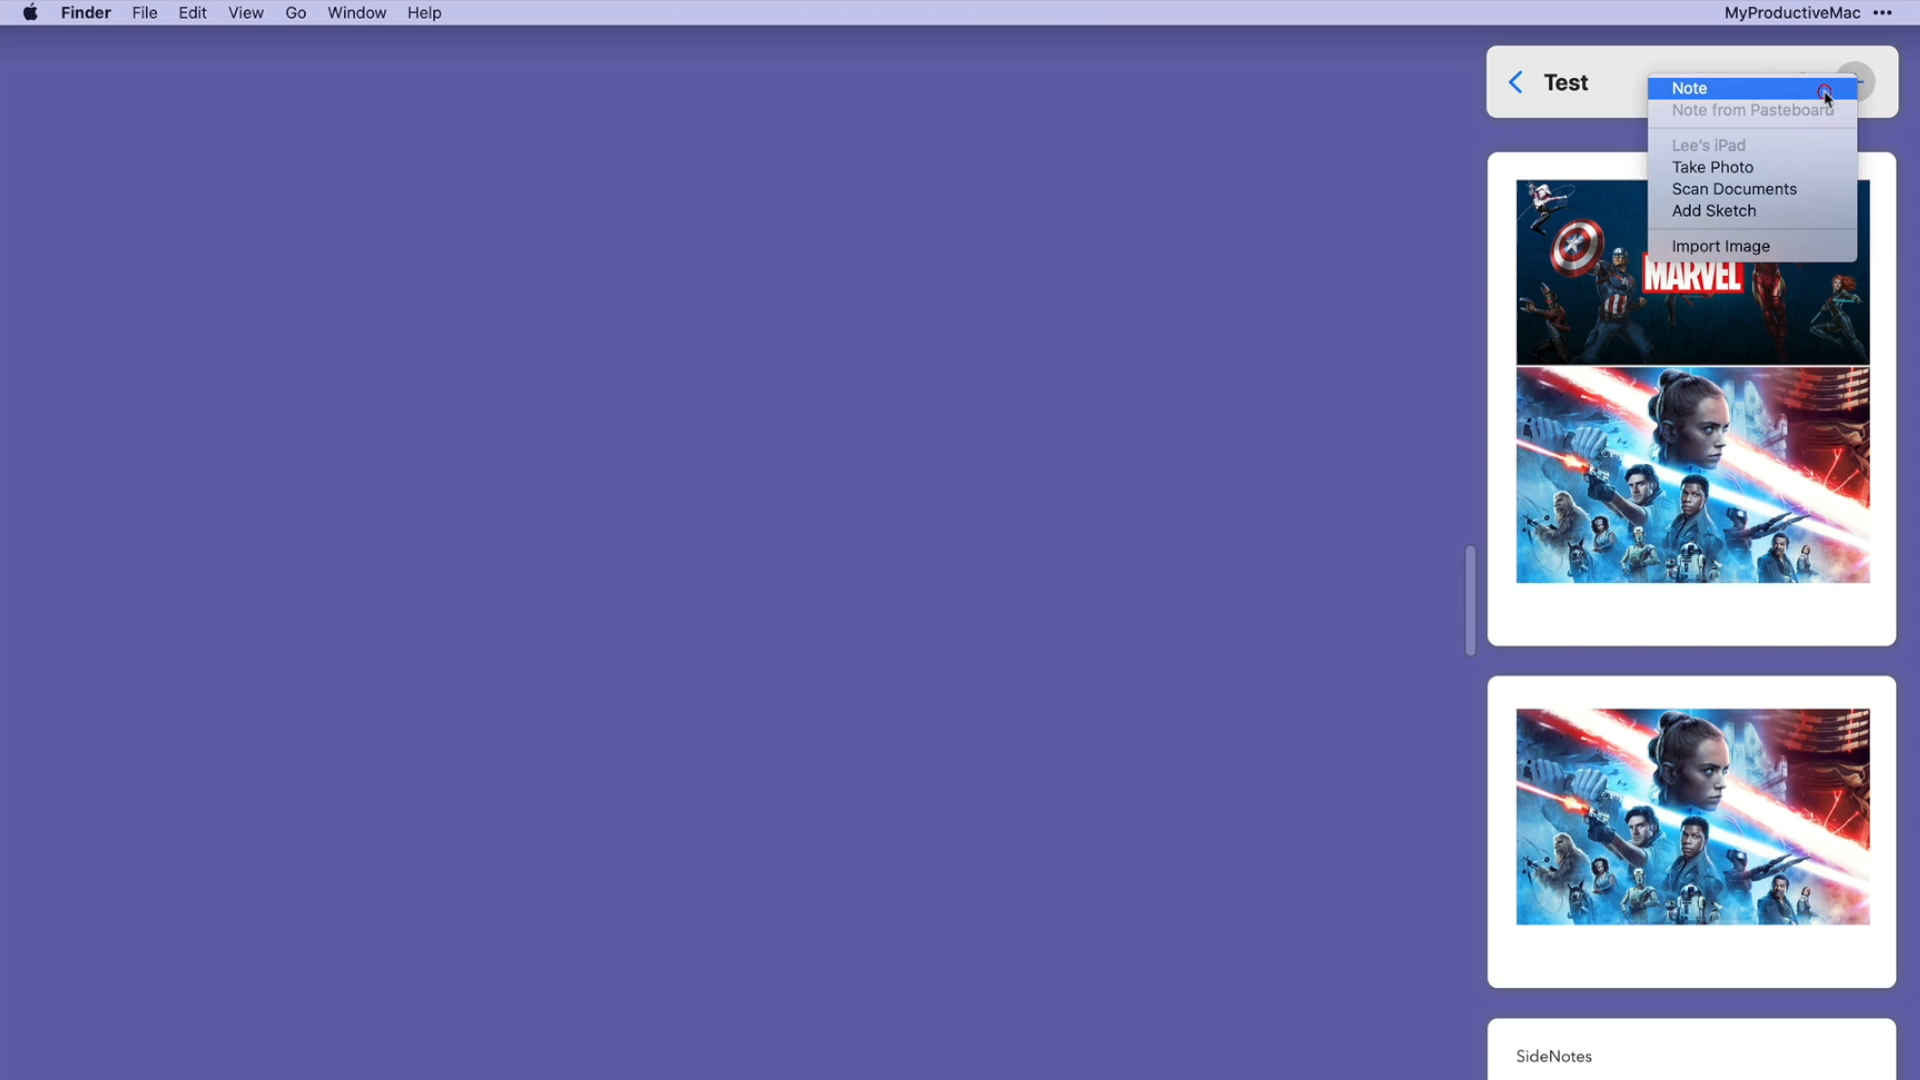 Finder File Edit View Go Window Help MyProductiveMac
Test
Note
Note from Pasteboard
Lee's iPad
Take Photo
Scan Documents
Add Sketch
Import Image
MARVEL
SideNotes